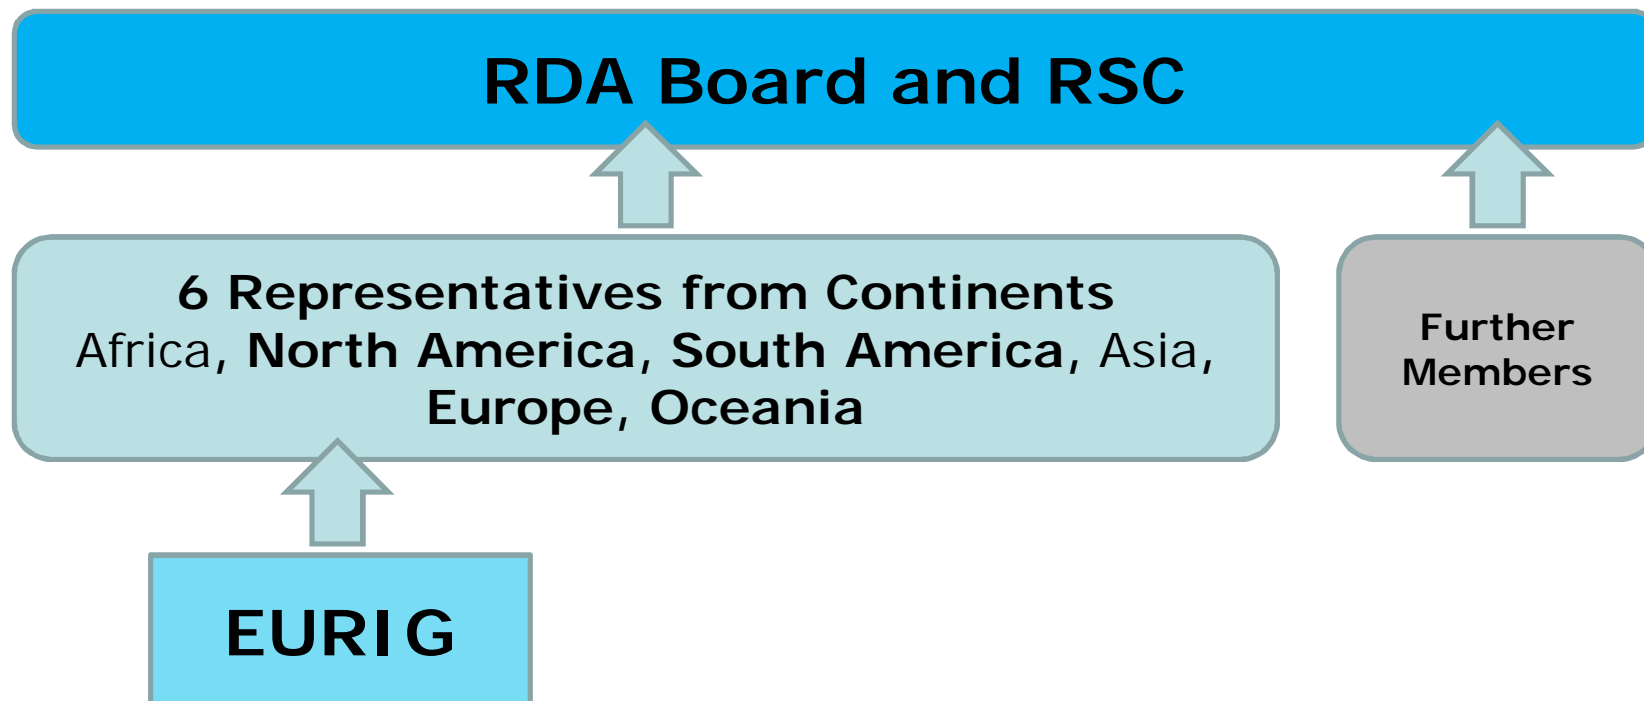 RDA Board and RSC
6 Representatives from Continents
Africa, North America, South America, Asia,
Europe, Oceania
Further
Members
EURIG